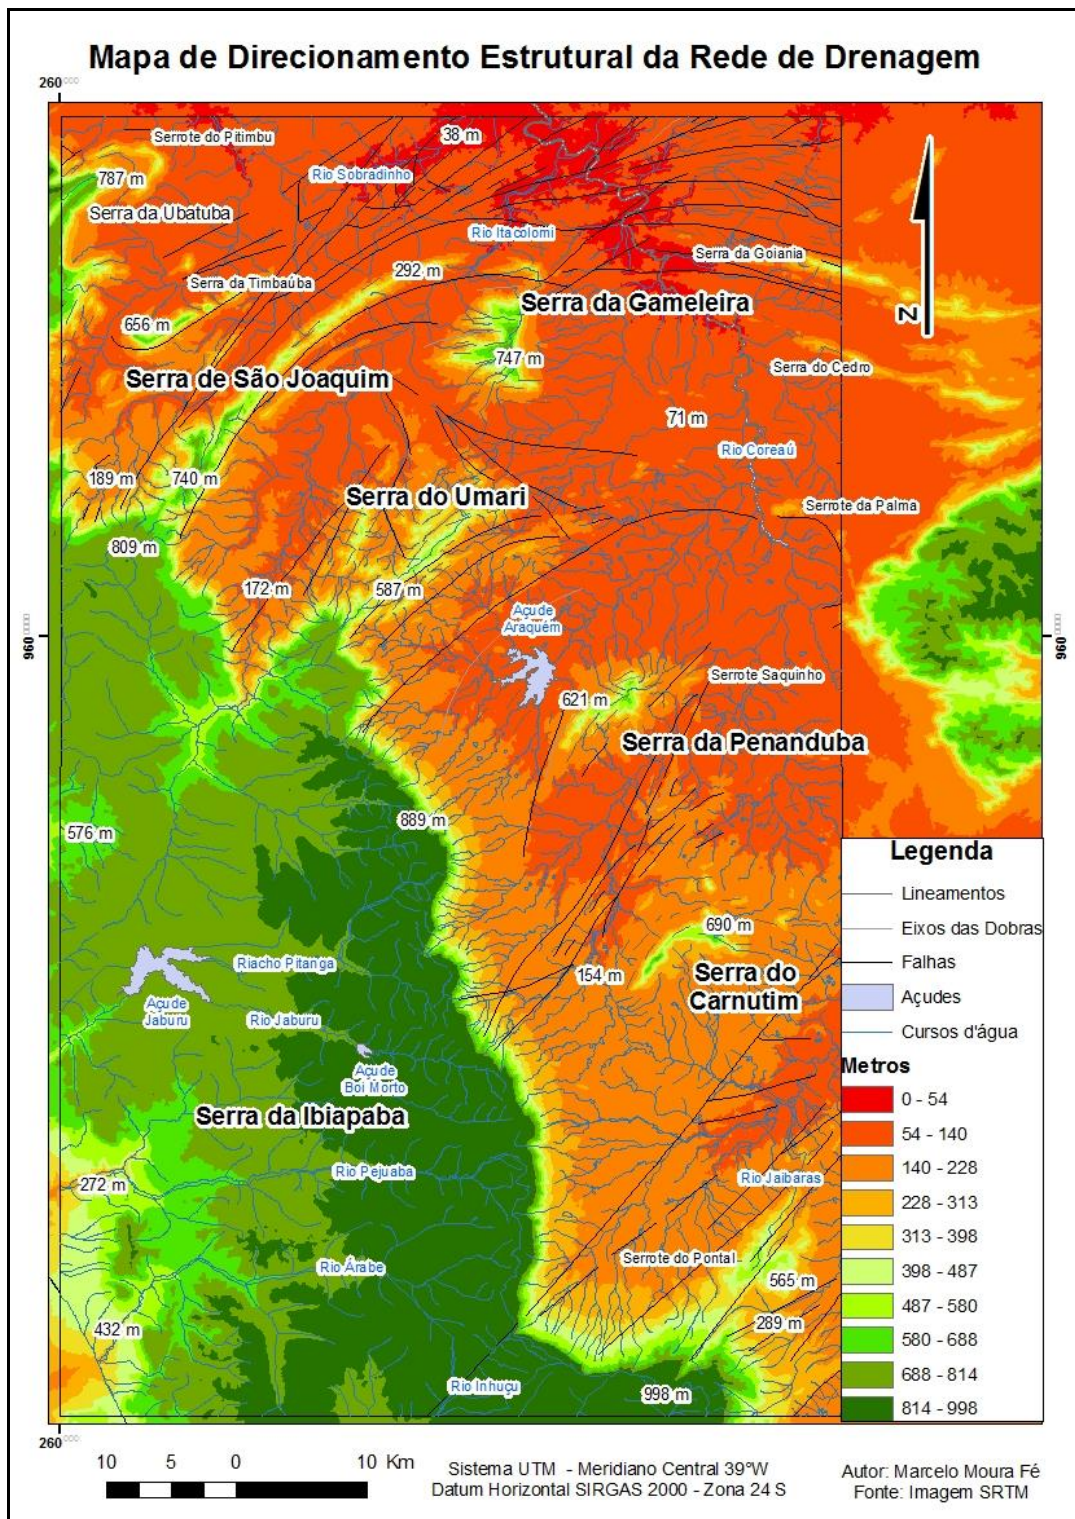 Mapa de Direcionamento Estrutural da Rede de Drenagem
260000
Serrote do Pitimbu
38 m
787 m
Rio Sobradinho
Serra da Ubatuba
Rio Itacolomi
Serra da Goiania
292 m
Serra da Timbaúba
Serra da Gameleira
656 m
N
747 m
Serra do Cedro
Serra de São Joaquim
71 m
Rio Coreaú
189 m
740 m
Serra do Umari
Serrote da Palma
809 m
172 m
587 m
Açude
Araquém
960
960
Serrote Saquinho
621 m
Serra da Penanduba
889 m
576 m
Legenda
Lineamentos
Eixos das Dobras
Falhas
Açudes
Cursos d'água
690 m
Riacho Pitanga
154 m
Serra do
Carnutim
Açude
Jaburu
Rio Jaburu
Açude
Boi Morto
Metros
0 - 54
54 - 140
140 - 228
228 - 313
313 - 398
398 - 487
487 - 580
580 - 688
688 - 814
814 - 998
Serra da Ibiapaba
Rio Pejuaba
Rio Jaibaras
272 m
Rio Arabe
Serrote do Pontal
565 m
432 m
289 m
Rio Inhuçu
998 m
260000
10 5 0 10 Km
Sistema UTM - Meridiano Central 39°W
Datum Horizontal SIRGAS 2000 - Zona 24 S
Autor: Marcelo Moura Fé
Fonte: Imagem SRTM